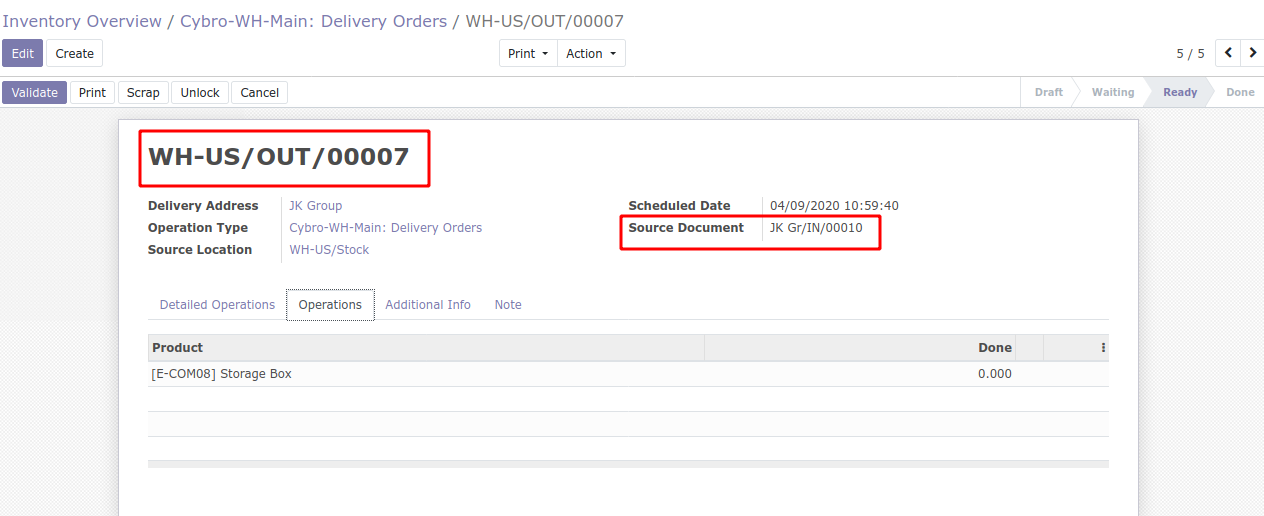 Inventory Overview / Cybro-WH-Main: Delivery Orders / WH-US/OUT/00007
Edit Create Print Action 5 / 5
Validate Print Scrap Unlock Cancel Draft Waiting Ready Done
WH-US/OUT/00007
Delivery Address JK Group Scheduled Date 04/09/2020 10:59:40
Operation Type Cybro-WH-Main: Delivery Orders Source Document JK Gr/IN/00010
Source Location WH-US/Stock
Detailed Operations Operations Additional Info Note
Product Done
[E-COM08] Storage Box 0.000